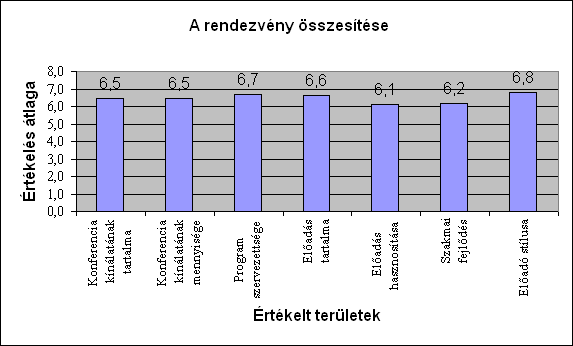 A rendezvény összesítése
Értékelés átlaga
8,0
7,0
6,0
5,0
4,0
3,0
2,0
1,0
0,0
6,5
6,5
6,7
6,6
6,1
6,2
6,8
Konferencia
kínálatának
tartalma
Konferencia
kínálatának
mennyisége
Program
szervezettsége
Előadás
tartalma
Előadás
hasznosítása
Szakmai
fejlődés
Előadó stílusa
Értékelt területek